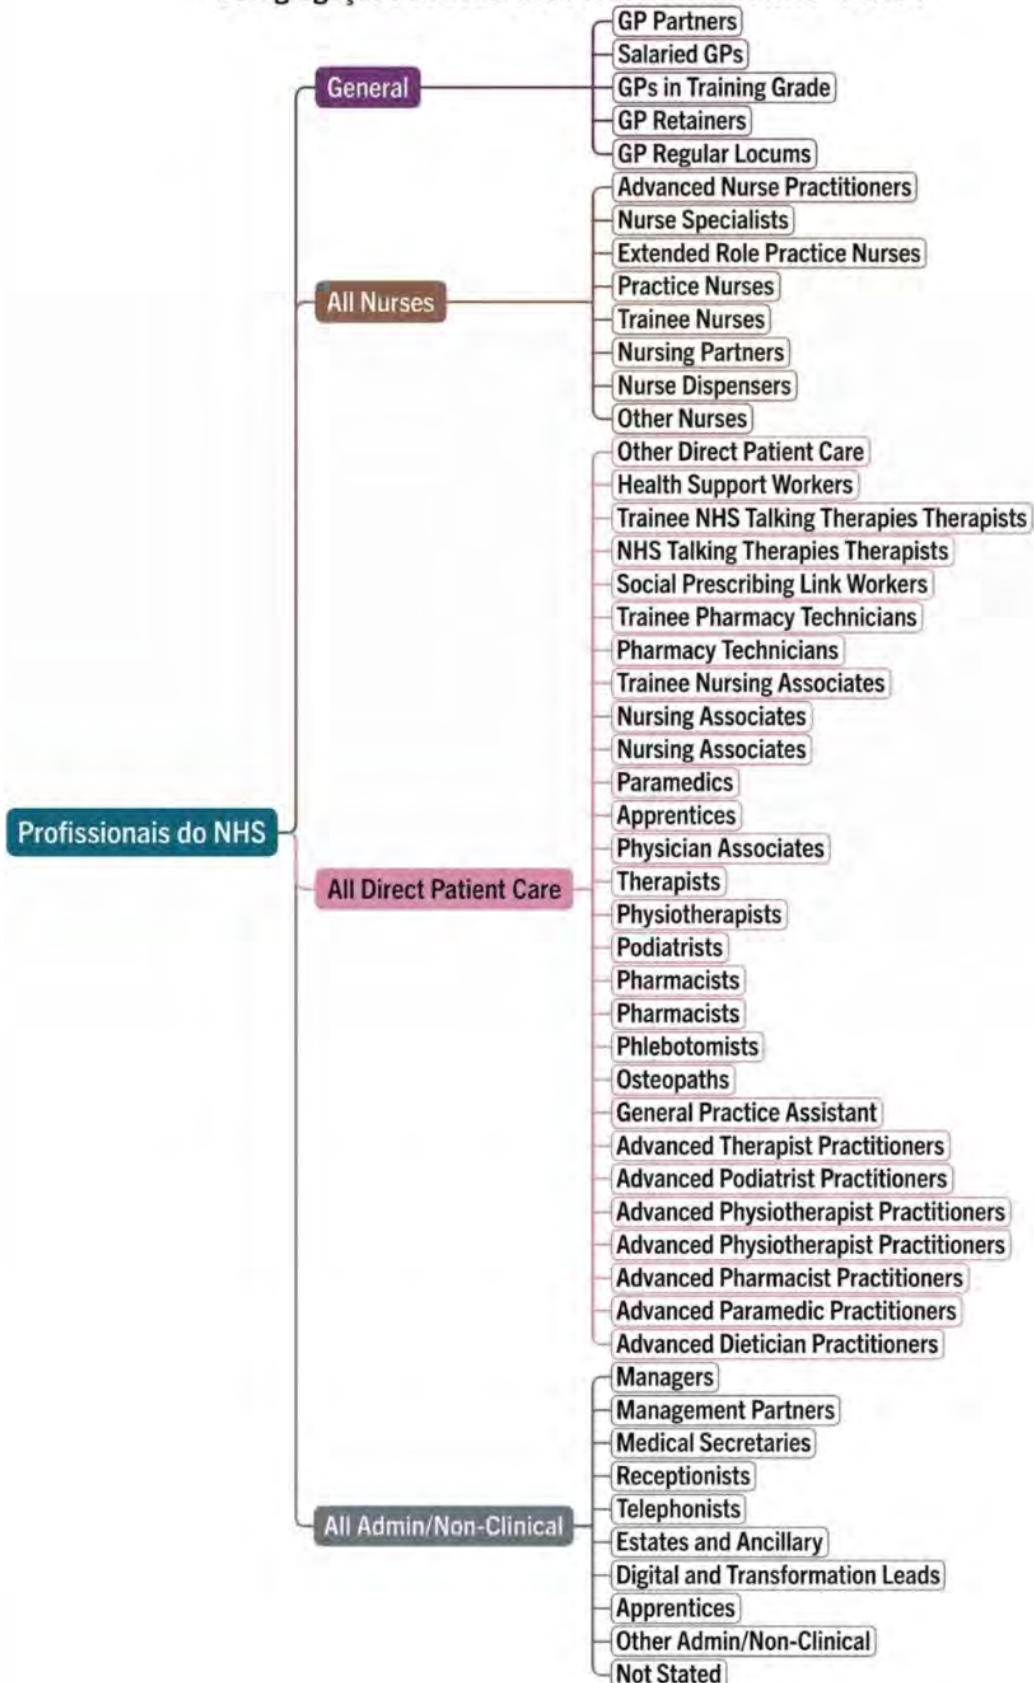 GP Partners
Salaried GPs
General
GPs in Training Grade
GP Retainers
GP Regular Locums
Advanced Nurse Practitioners
Nurse Specialists
Extended Role Practice Nurses
Practice Nurses
All Nurses
Trainee Nurses
Nursing Partners
Nurse Dispensers
Other Nurses
Other Direct Patient Care
Health Support Workers
Trainee NHS Talking Therapies Therapists
NHS Talking Therapies Therapists
Social Prescribing Link Workers
Trainee Pharmacy Technicians
Pharmacy Technicians
Trainee Nursing Associates
Nursing Associates
Nursing Associates
Paramedics
Apprentices
Profissionais do NHS
Physician Associates
Therapists
All Direct Patient Care
Physiotherapists
Podiatrists
Pharmacists
Pharmacists
Phlebotomists
Osteopaths
General Practice Assistant
Advanced Therapist Practitioners
Advanced Podiatrist Practitioners
Advanced Physiotherapist Practitioners
Advanced Physiotherapist Practitioners
Advanced Pharmacist Practitioners
Advanced Paramedic Practitioners
Advanced Dietician Practitioners
Managers
Management Partners
Medical Secretaries
Receptionists
Telephonists
All Admin/Non-Clinical
Estates and Ancillary
Digital and Transformation Leads
Apprentices
Other Admin/Non-Clinical
Not Stated